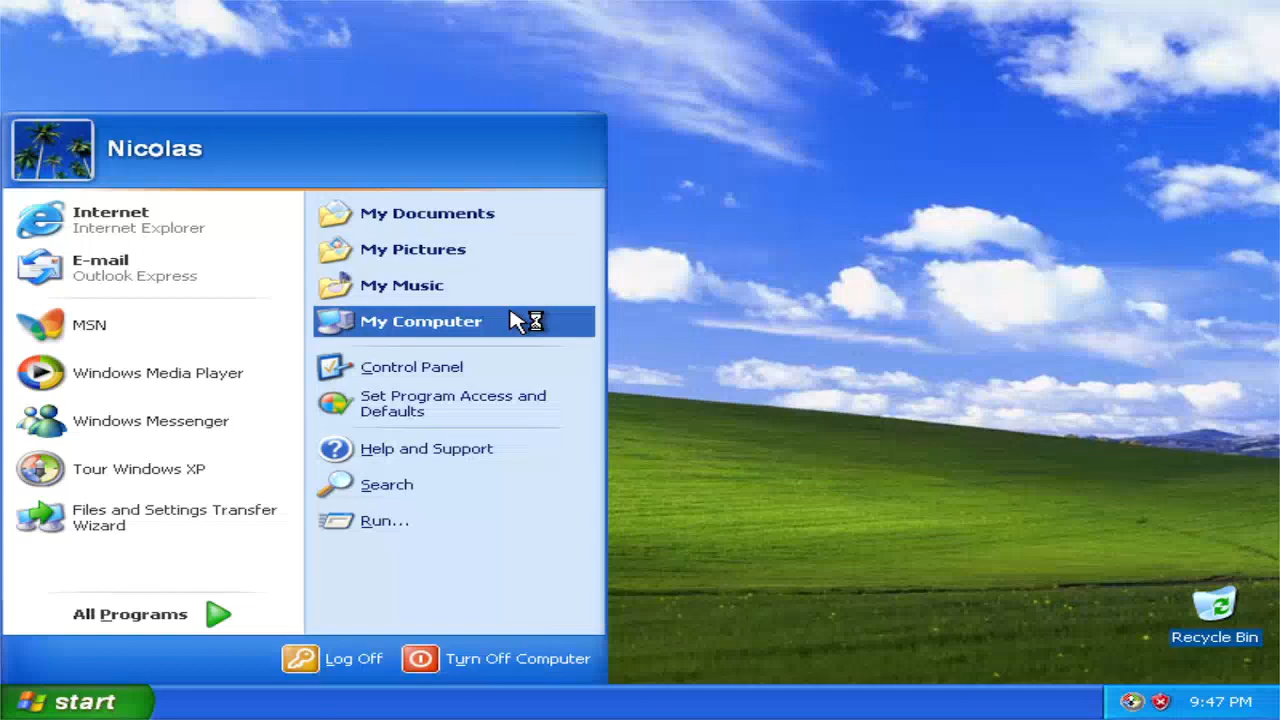 Nicolas
Internet
Internet Explorer
E-mail
Outlook Express
MSN
Windows Media Player
Windows Messenger
Tour Windows XP
Files and Settings Transfer
Wizard
All Programs
My Documents
My Pictures
My Music
My Computer
Control Panel
Set Program Access and
Defaults
Help and Support
Search
Run...
Log Off
Turn Off Computer
Recycle Bin
start
9:47 PM